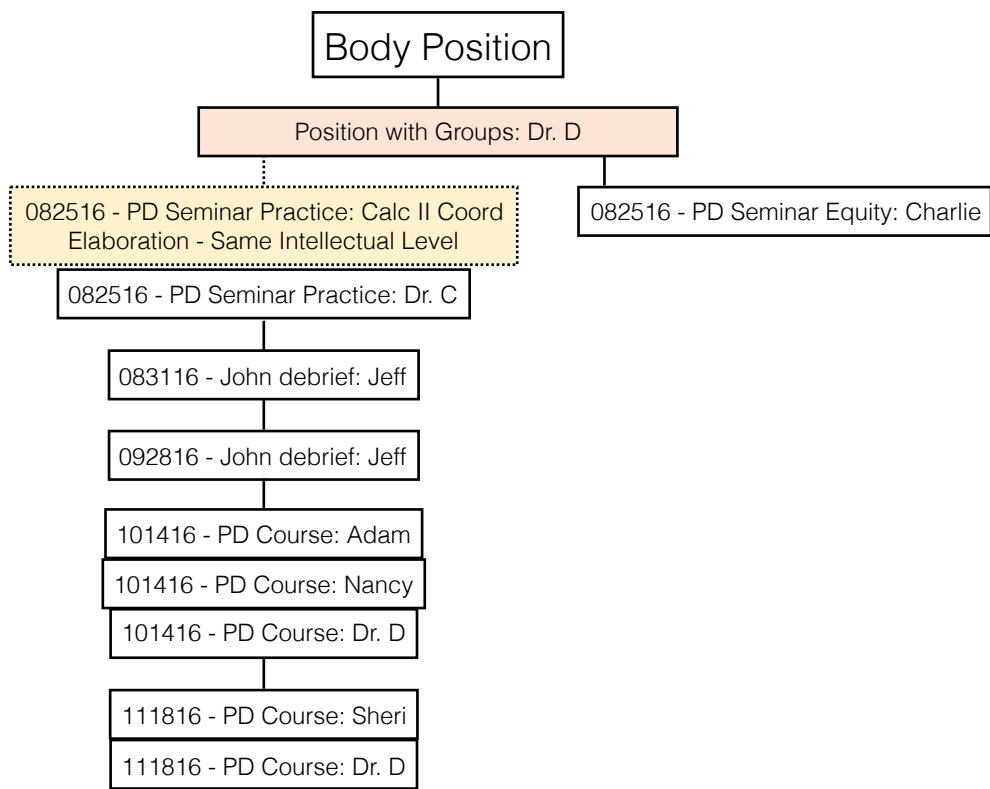 Body Position
Position with Groups: Dr. D
082516 - PD Seminar Practice: Calc II Coord
Elaboration - Same Intellectual Level
082516 - PD Seminar Equity: Charlie
082516 - PD Seminar Practice: Dr. C
083116 - John debrief: Jeff
092816 - John debrief: Jeff
101416 - PD Course: Adam
101416 - PD Course: Nancy
101416 - PD Course: Dr. D
111816 - PD Course: Sheri
111816 - PD Course: Dr. D